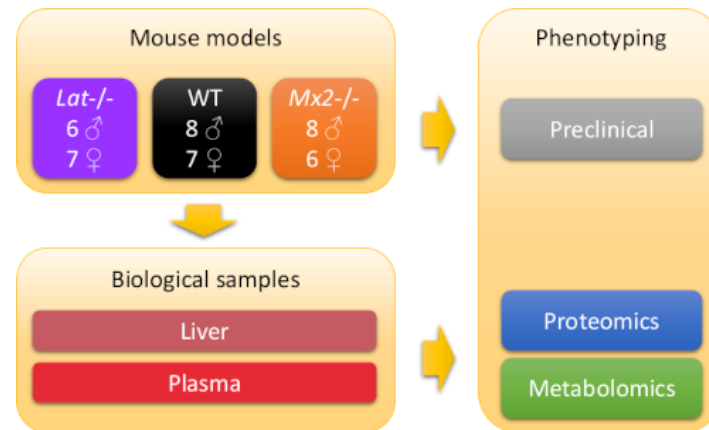 Mouse models
Lat-/-
6 ♂
7 ♀
WT
8 ♂
7 ♀
Mx2-/-
8 ♂
6 ♀
Biological samples
Liver
Plasma
Phenotyping
Preclinical
Proteomics
Metabolomics